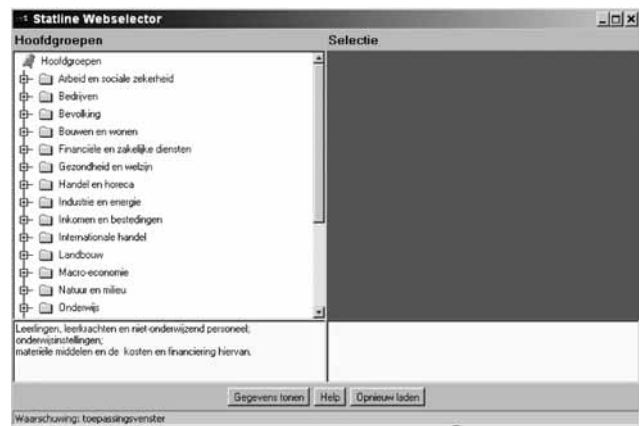 Statline Webselector
Hoofdgroepen
Selectie
Hoofdgroepen
Arbeid en sociale zekerheid
Bedrijven
Bevolking
Bouwen en wonen
Financiële en zakelijke diensten
Gezondheid en welzijn
Handel en horeca
Industrie en energie
Inkomen en bestedingen
Internationale handel
Landbouw
Macro-economie
Natuur en milieu
Onderwijs
Leerlingen, leerkrachten en niet-onderwijzend personeel;
onderwijsinstellingen;
materiële middelen en de kosten en financiering hiervan.
Gegevens tonen Help Opnieuw laden
Waarschuwing: toepassingsvenster